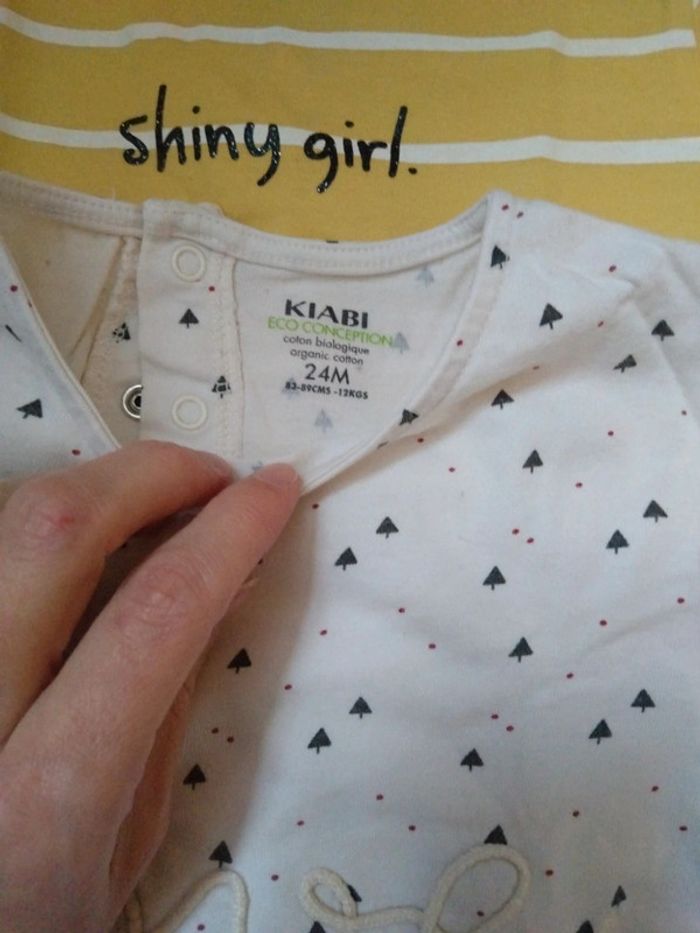 shiny girl.
KIABI
ECO CONCEPTION
coton biologique
organic cotton
24M
83-89CMS -12KGS